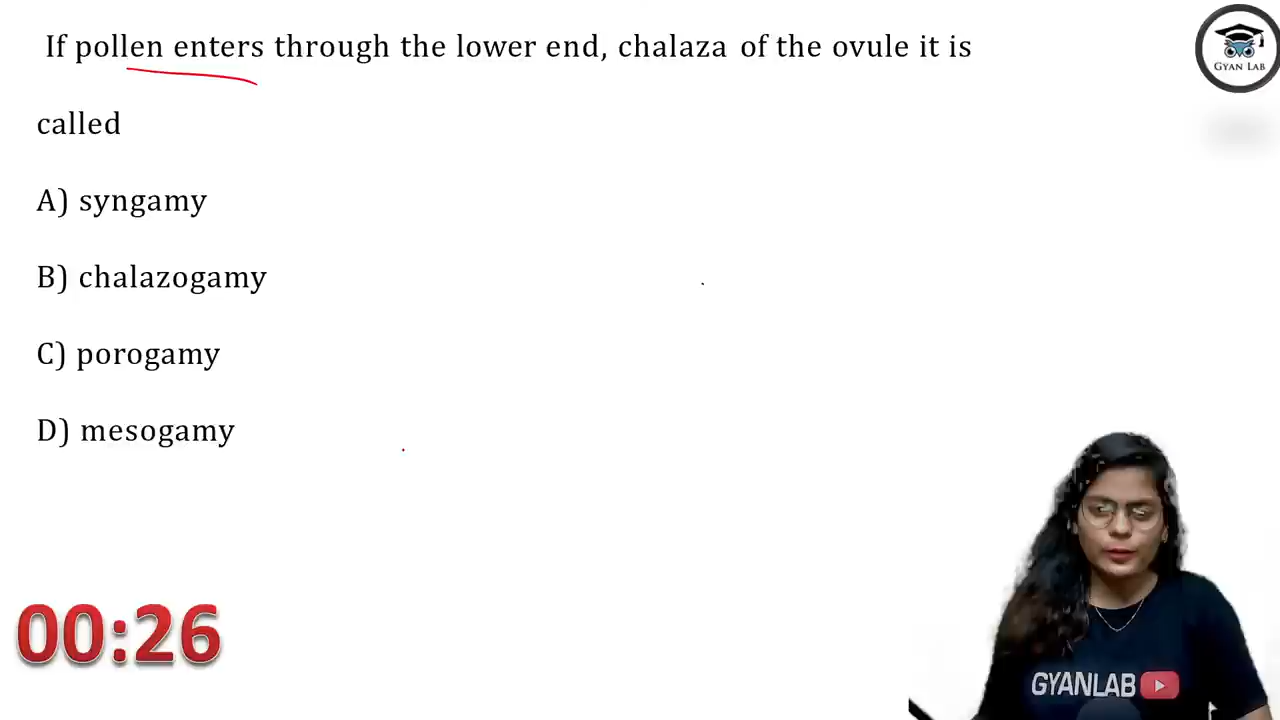 If pollen enters through the lower end, chalaza of the ovule it is
called
A) syngamy
B) chalazogamy
C) porogamy
D) mesogamy
00:26
GYAN LAB
GYANLAB